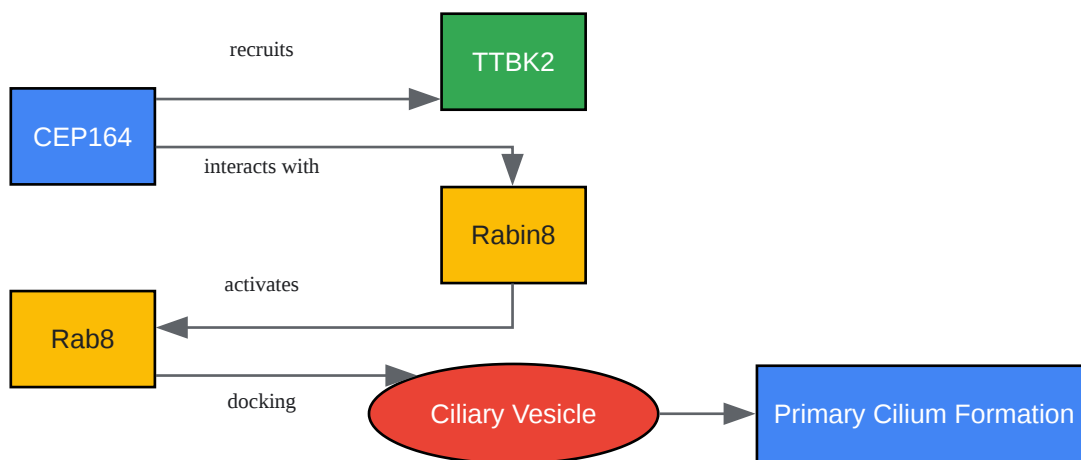 recruits
TTBK2
CEP164
interacts with
Rabin8
activates
Rab8
docking
Ciliary Vesicle
Primary Cilium Formation